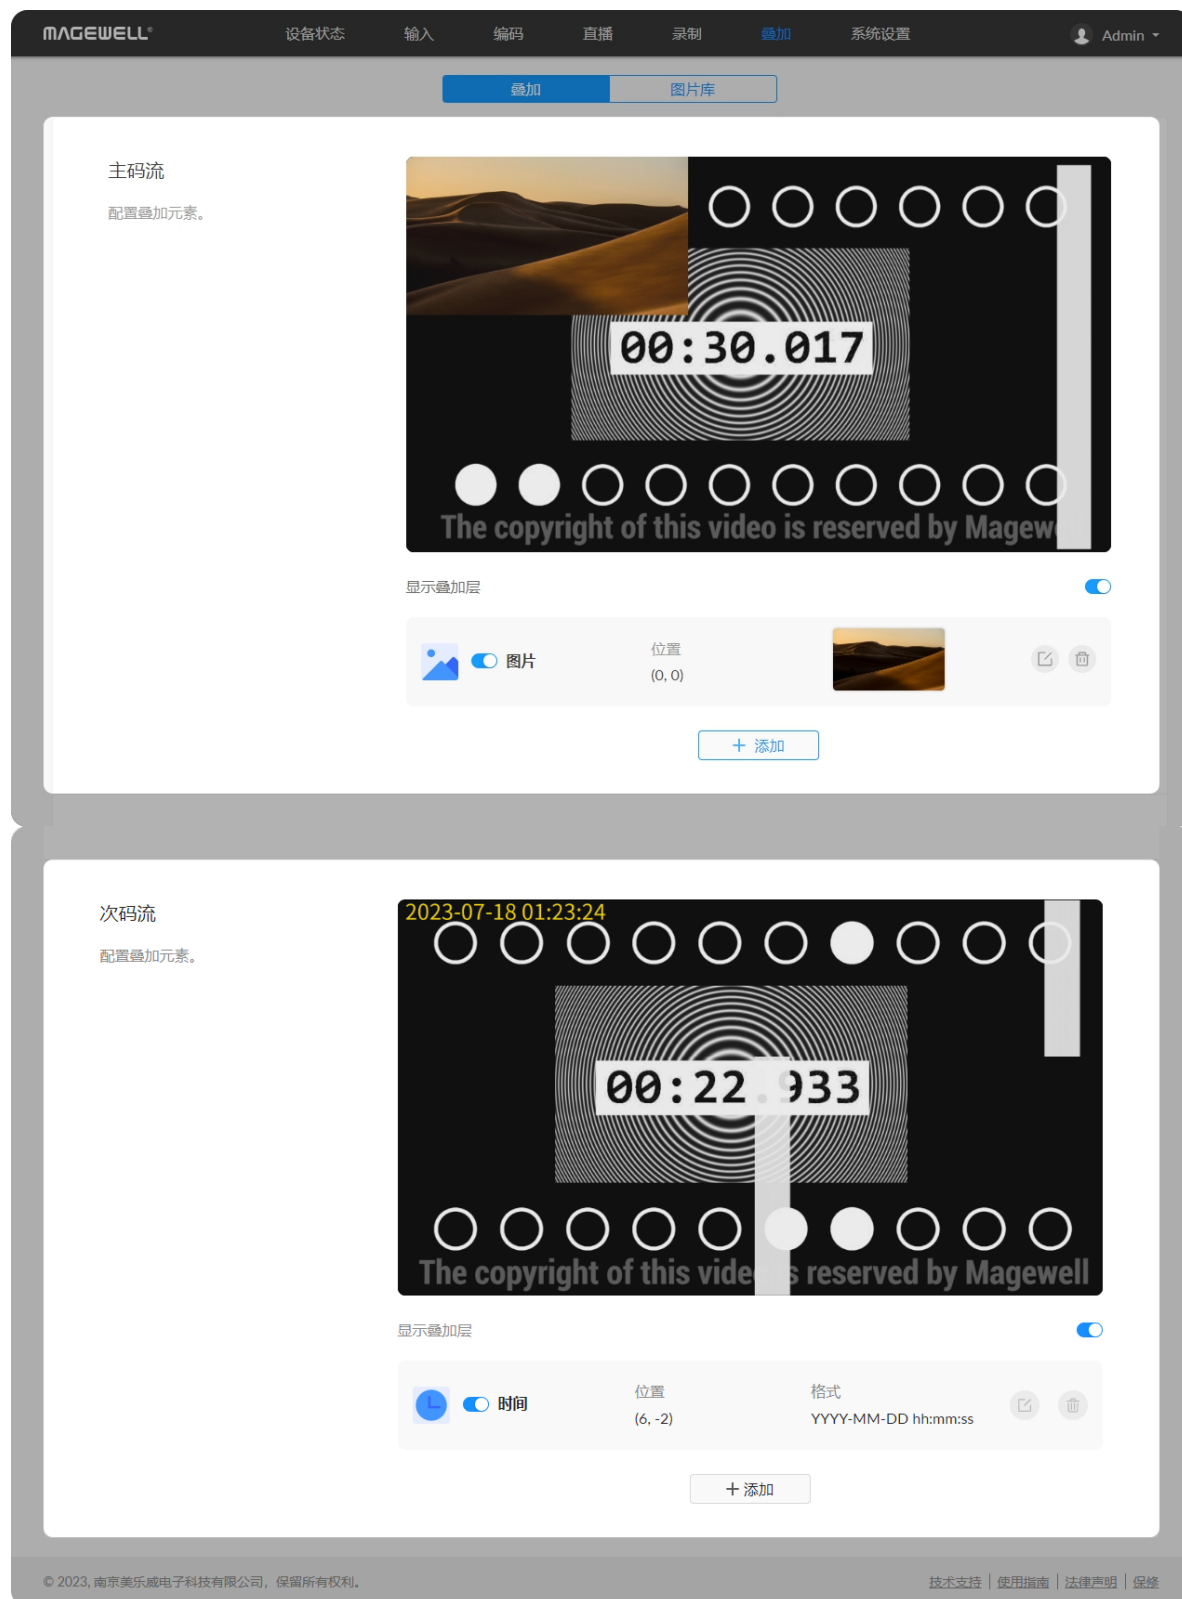 MAGEWELL®
设备状态 输入 编码 直播 录制 叠加 系统设置 Admin
叠加 图片库
主码流
配置叠加元素。
00:30.017
The copyright of this video is reserved by Magew
显示叠加层
图片
位置
(0, 0)
+ 添加
次码流
配置叠加元素。
2023-07-18 01:23:24
00:22.933
The copyright of this vide s reserved by Magewell
显示叠加层
时间
位置
(6, -2)
格式
YYYY-MM-DD hh:mm:ss
+ 添加
© 2023, 南京美乐威电子科技有限公司，保留所有权利。
技术支持 | 使用指南 | 法律声明 | 保修